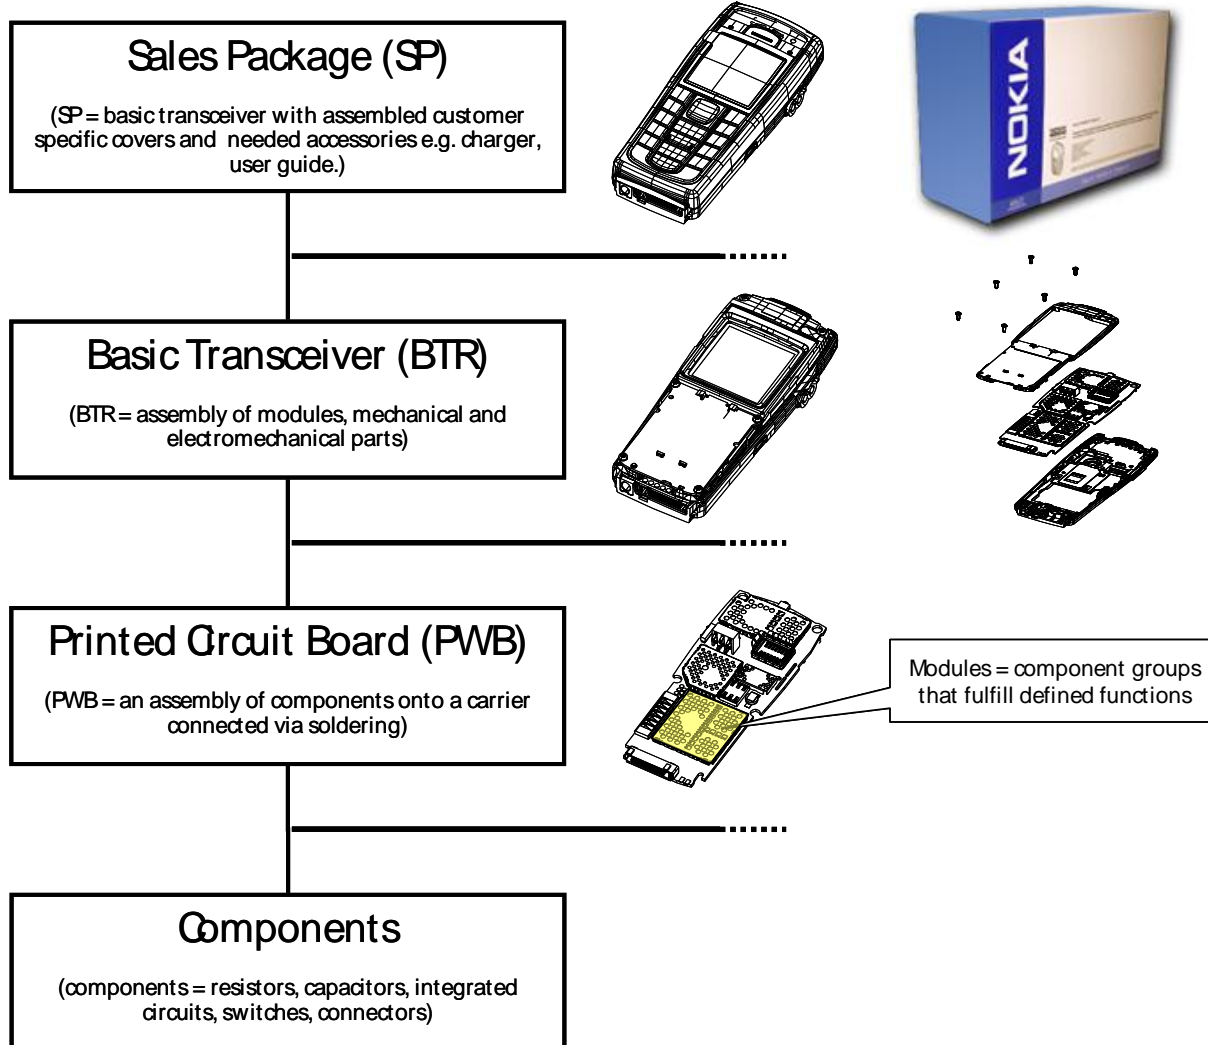 Sales Package (SP)
(SP = basic transceiver with assembled customer
specific covers and needed accessories e.g. charger,
user guide.)
NOKIA
Basic Transceiver (BTR)
(BTR = assembly of modules, mechanical and
electromechanical parts)
Printed Circuit Board (PWB)
(PWB = an assembly of components onto a carrier
connected via soldering)
Modules = component groups
that fulfill defined functions
Components
(components = resistors, capacitors, integrated
circuits, switches, connectors)